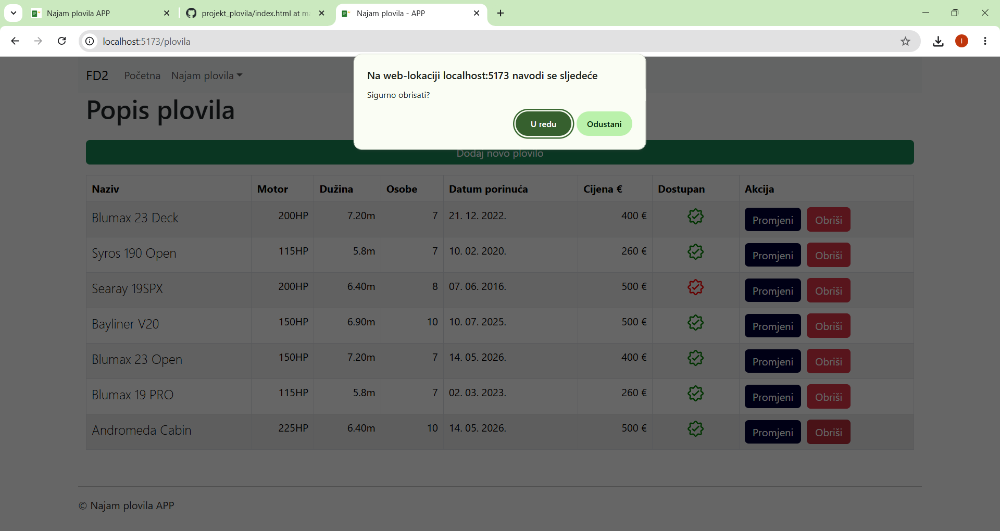 Najam plovila APP
projekt_plovila/index.html at ma
Najam plovila - APP
localhost:5173/plovila
I
FD2 Početna Najam plovila
Na web-lokaciji localhost:5173 navodi se sljedeće
Sigurno obrisati?
U redu Odustani
Popis plovila
Dodaj novo plovilo
Naziv Motor Dužina Osobe Datum porinuća Cijena € Dostupan Akcija
Blumax 23 Deck 200HP 7.20m 7 21. 12. 2022. 400 € Promjeni Obriši
Syros 190 Open 115HP 5.8m 7 10. 02. 2020. 260 € Promjeni Obriši
Searay 19SPX 200HP 6.40m 8 07. 06. 2016. 500 € Promjeni Obriši
Bayliner V20 150HP 6.90m 10 10. 07. 2025. 500 € Promjeni Obriši
Blumax 23 Open 150HP 7.20m 7 14. 05. 2026. 400 € Promjeni Obriši
Blumax 19 PRO 115HP 5.8m 7 02. 03. 2023. 260 € Promjeni Obriši
Andromeda Cabin 225HP 6.40m 10 14. 05. 2026. 500 € Promjeni Obriši
© Najam plovila APP